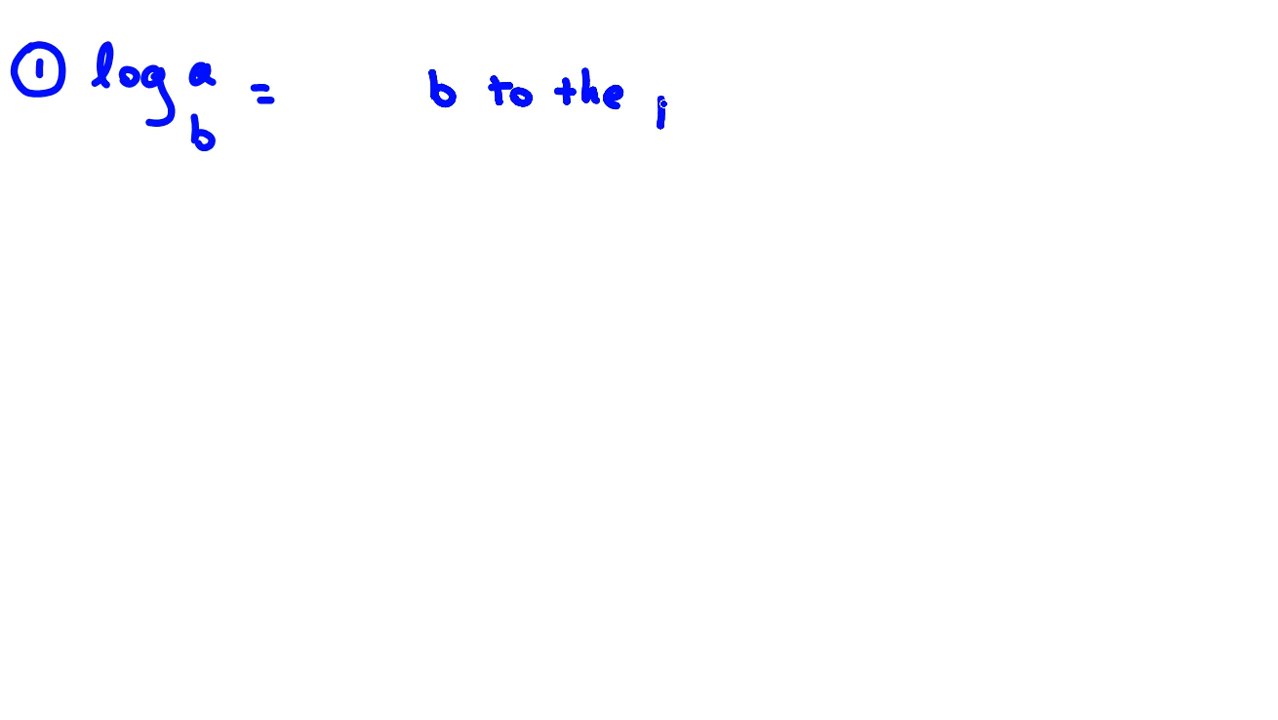 ① log_b a = b to the